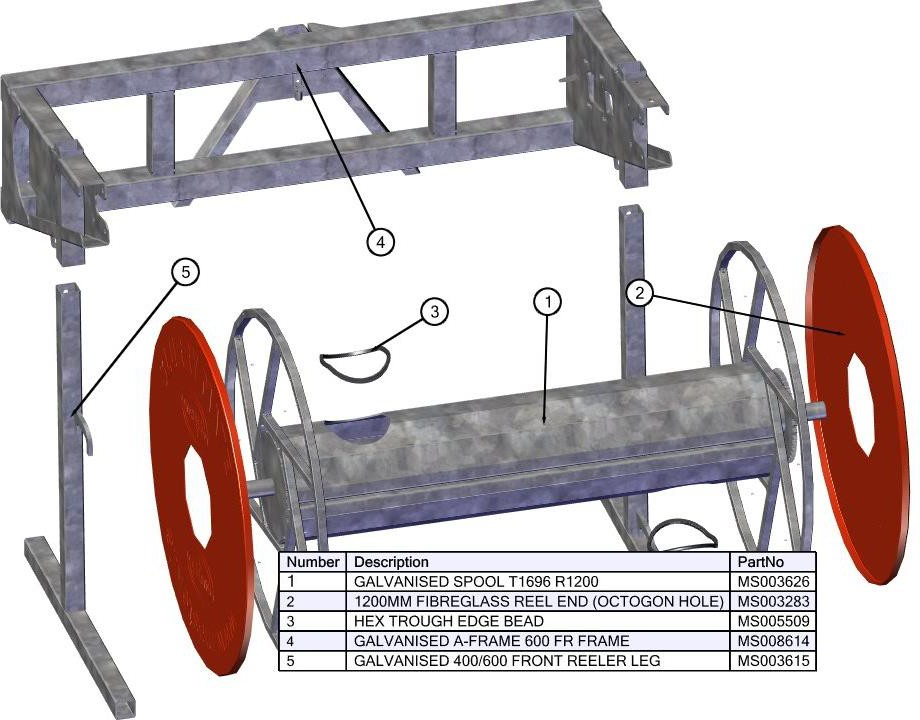 4
5
3
1
2
Number Description PartNo
1 GALVANISED SPOOL T1696 R1200 MS003626
2 1200MM FIBREGLASS REEL END (OCTOGON HOLE) MS003283
3 HEX TROUGH EDGE BEAD MS005509
4 GALVANISED A-FRAME 600 FR FRAME MS008614
5 GALVANISED 400/600 FRONT REELER LEG MS003615